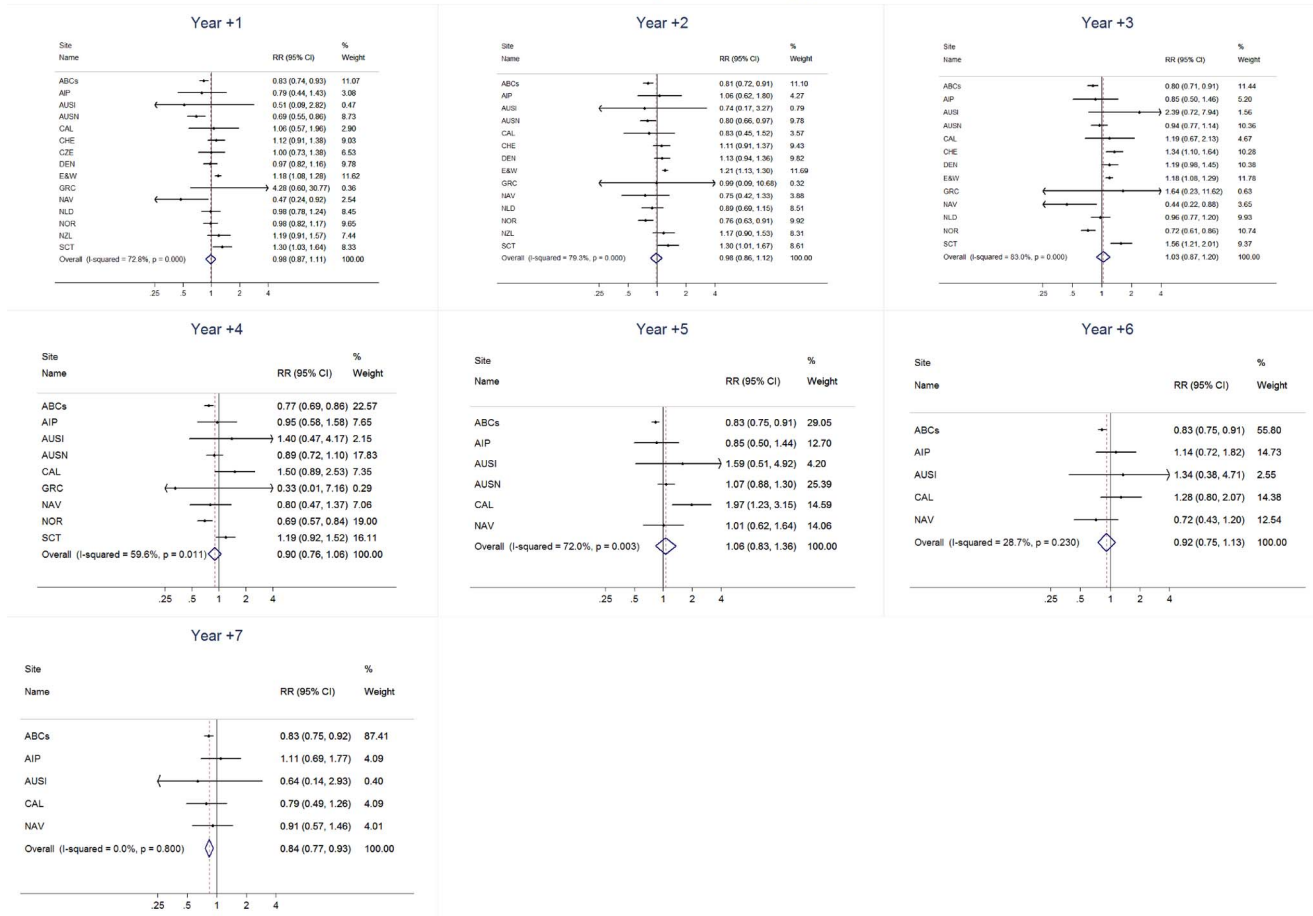 Year +1
Site %
Name RR (95% CI) Weight
ABCs 0.83 (0.74, 0.93) 11.07
AIP 0.79 (0.44, 1.43) 3.08
AUSI 0.51 (0.09, 2.82) 0.47
AUSN 0.69 (0.55, 0.86) 8.73
CAL 1.06 (0.57, 1.96) 2.90
CHE 1.12 (0.91, 1.38) 9.03
CZE 1.00 (0.73, 1.38) 6.53
DEN 0.97 (0.82, 1.16) 9.78
E&W 1.18 (1.08, 1.28) 11.62
GRC 4.28 (0.60, 30.77) 0.36
NAV 0.47 (0.24, 0.92) 2.54
NLD 0.98 (0.78, 1.24) 8.45
NOR 0.98 (0.82, 1.17) 9.65
NZL 1.19 (0.91, 1.57) 7.44
SCT 1.30 (1.03, 1.64) 8.33
Overall (I-squared = 72.8%, p = 0.000) 0.98 (0.87, 1.11) 100.00
.25 .5 1 2 4
Year +2
Site %
Name RR (95% CI) Weight
ABCs 0.81 (0.72, 0.91) 11.10
AIP 1.06 (0.62, 1.80) 4.27
AUSI 0.74 (0.17, 3.27) 0.79
AUSN 0.80 (0.66, 0.97) 9.78
CAL 0.83 (0.45, 1.52) 3.57
CHE 1.11 (0.91, 1.37) 9.43
DEN 1.13 (0.94, 1.36) 9.82
E&W 1.21 (1.13, 1.30) 11.69
GRC 0.99 (0.09, 10.68) 0.32
NAV 0.75 (0.42, 1.33) 3.88
NLD 0.89 (0.69, 1.15) 8.51
NOR 0.76 (0.63, 0.91) 9.92
NZL 1.17 (0.90, 1.53) 8.31
SCT 1.30 (1.01, 1.67) 8.61
Overall (I-squared = 79.3%, p = 0.000) 0.98 (0.86, 1.12) 100.00
.25 .5 1 2 4
Year +3
Site %
Name RR (95% CI) Weight
ABCs 0.80 (0.71, 0.91) 11.44
AIP 0.85 (0.50, 1.46) 5.20
AUSI 2.39 (0.72, 7.94) 1.56
AUSN 0.94 (0.77, 1.14) 10.36
CAL 1.19 (0.67, 2.13) 4.67
CHE 1.34 (1.10, 1.64) 10.28
DEN 1.19 (0.98, 1.45) 10.38
E&W 1.18 (1.08, 1.29) 11.78
GRC 1.64 (0.23, 11.62) 0.63
NAV 0.44 (0.22, 0.88) 3.65
NLD 0.96 (0.77, 1.20) 9.93
NOR 0.72 (0.61, 0.86) 10.74
SCT 1.56 (1.21, 2.01) 9.37
Overall (I-squared = 83.0%, p = 0.000) 1.03 (0.87, 1.20) 100.00
.25 .5 1 2 4
Year +4
Site %
Name RR (95% CI) Weight
ABCs 0.77 (0.69, 0.86) 22.57
AIP 0.95 (0.58, 1.58) 7.65
AUSI 1.40 (0.47, 4.17) 2.15
AUSN 0.89 (0.72, 1.10) 17.83
CAL 1.50 (0.89, 2.53) 7.35
GRC 0.33 (0.01, 7.16) 0.29
NAV 0.80 (0.47, 1.37) 7.06
NOR 0.69 (0.57, 0.84) 19.00
SCT 1.19 (0.92, 1.52) 16.11
Overall (I-squared = 59.6%, p = 0.011) 0.90 (0.76, 1.06) 100.00
.25 .5 1 2 4
Year +5
Site %
Name RR (95% CI) Weight
ABCs 0.83 (0.75, 0.91) 29.05
AIP 0.85 (0.50, 1.44) 12.70
AUSI 1.59 (0.51, 4.92) 4.20
AUSN 1.07 (0.88, 1.30) 25.39
CAL 1.97 (1.23, 3.15) 14.59
NAV 1.01 (0.62, 1.64) 14.06
Overall (I-squared = 72.0%, p = 0.003) 1.06 (0.83, 1.36) 100.00
.25 .5 1 2 4
Year +6
Site %
Name RR (95% CI) Weight
ABCs 0.83 (0.75, 0.91) 55.80
AIP 1.14 (0.72, 1.82) 14.73
AUSI 1.34 (0.38, 4.71) 2.55
CAL 1.28 (0.80, 2.07) 14.38
NAV 0.72 (0.43, 1.20) 12.54
Overall (I-squared = 28.7%, p = 0.230) 0.92 (0.75, 1.13) 100.00
.25 .5 1 2 4
Year +7
Site %
Name RR (95% CI) Weight
ABCs 0.83 (0.75, 0.92) 87.41
AIP 1.11 (0.69, 1.77) 4.09
AUSI 0.64 (0.14, 2.93) 0.40
CAL 0.79 (0.49, 1.26) 4.09
NAV 0.91 (0.57, 1.46) 4.01
Overall (I-squared = 0.0%, p = 0.800) 0.84 (0.77, 0.93) 100.00
.25 .5 1 2 4